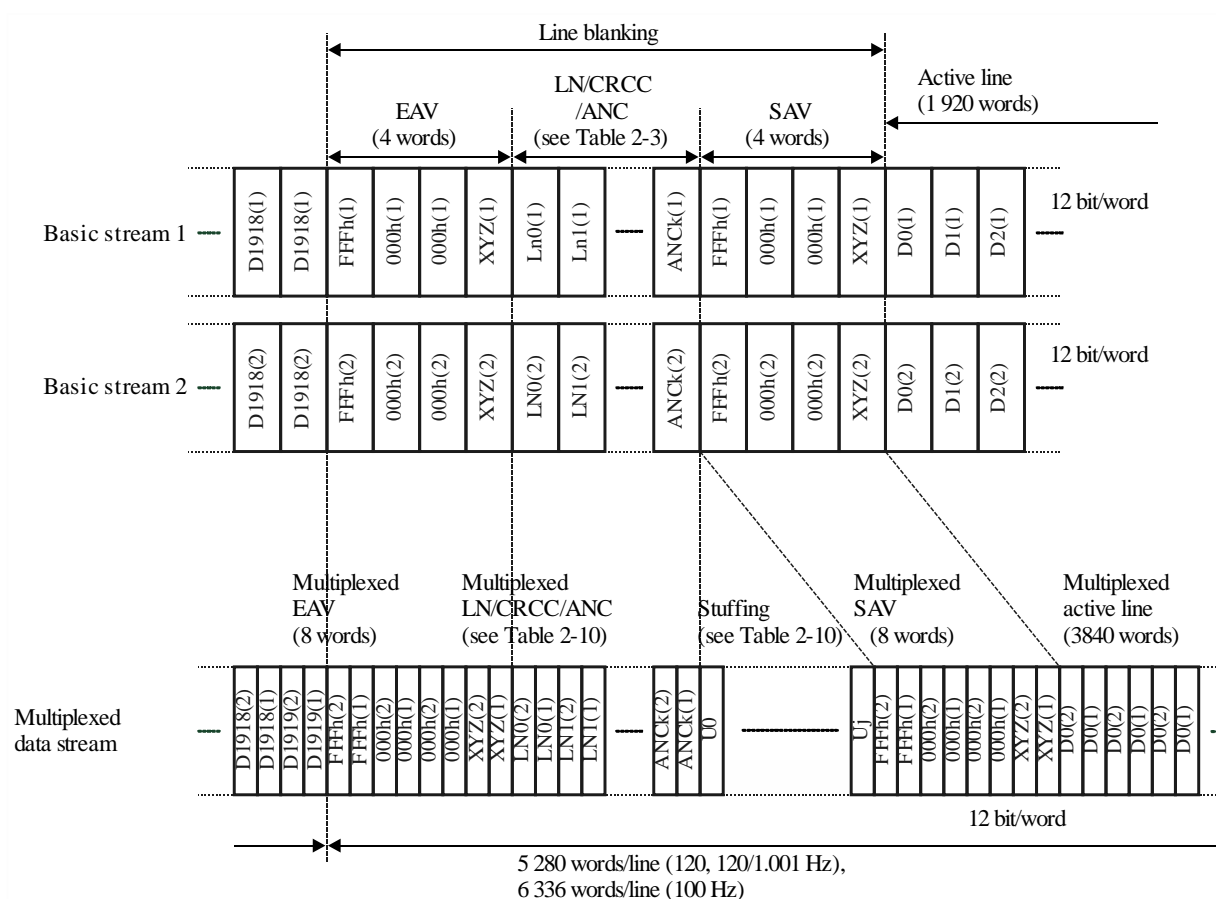 Line blanking
Active line
(1 920 words)
LN/CRCC
/ANC
(see Table 2-3)
EAV
(4 words)
SAV
(4 words)
Basic stream 1
D1918(1)
D1918(1)
FFFh(1)
000h(1)
000h(1)
XYZ(1)
Ln0(1)
Ln1(1)
ANCk(1)
FFFh(1)
000h(1)
000h(1)
XYZ(1)
D0(1)
D1(1)
D2(1)
12 bit/word
Basic stream 2
D1918(2)
D1918(2)
FFFh(2)
000h(2)
000h(2)
XYZ(2)
LN0(2)
LN1(2)
ANCk(2)
FFFh(2)
000h(2)
000h(2)
XYZ(2)
D0(2)
D1(2)
D2(2)
12 bit/word
Multiplexed
EAV
(8 words)
Multiplexed
LN/CRCC/ANC
(see Table 2-10)
Stuffing
(see Table 2-10)
Multiplexed
SAV
(8 words)
Multiplexed
active line
(3840 words)
Multiplexed
data stream
D1918(2)
D1918(1)
D1919(2)
D1919(1)
FFFh(2)
FFFh(1)
000h(2)
000h(1)
000h(2)
000h(1)
XYZ(2)
XYZ(1)
LN0(2)
LN0(1)
LN1(2)
LN1(1)
ANCk(2)
ANCk(1)
U0
Uj
FFFh(2)
FFFh(1)
000h(2)
000h(1)
000h(2)
000h(1)
XYZ(2)
XYZ(1)
D0(2)
D0(1)
D0(2)
D0(1)
D0(2)
D0(1)
12 bit/word
5 280 words/line (120, 120/1.001 Hz),
6 336 words/line (100 Hz)